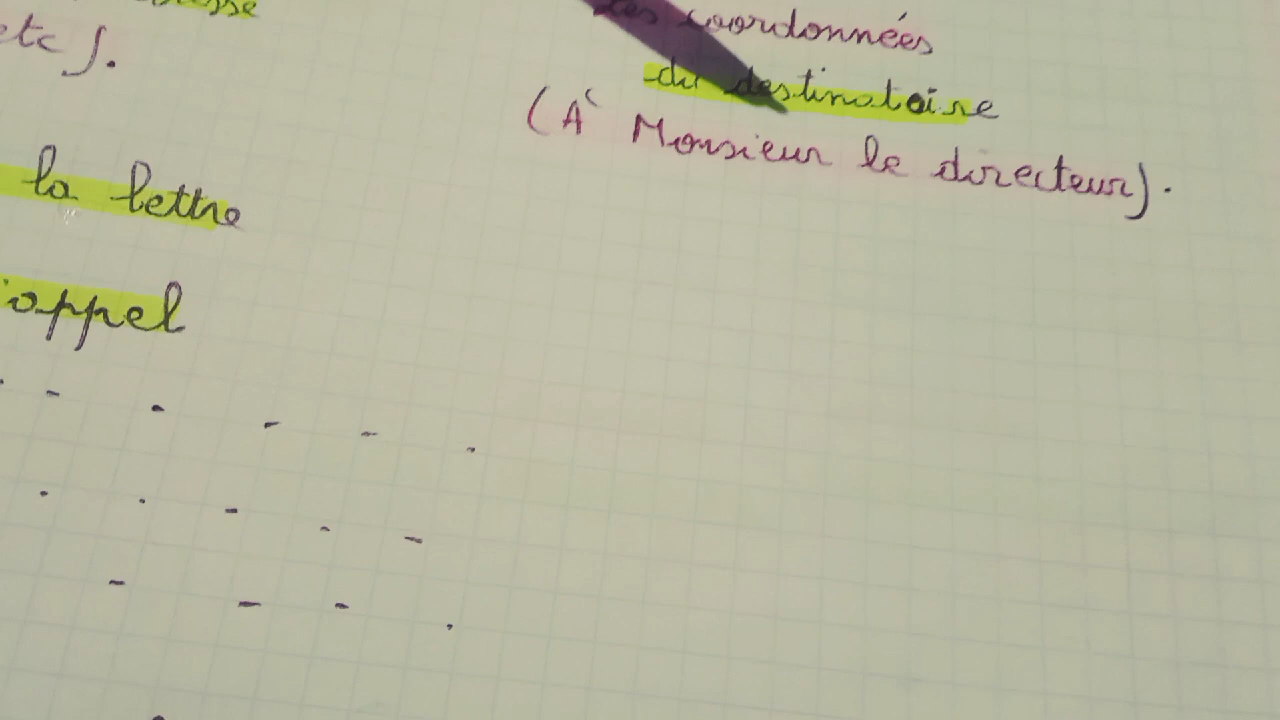 etc).
Les coordonnées
du destinataire
(À Monsieur le directeur).
la lettre
appel